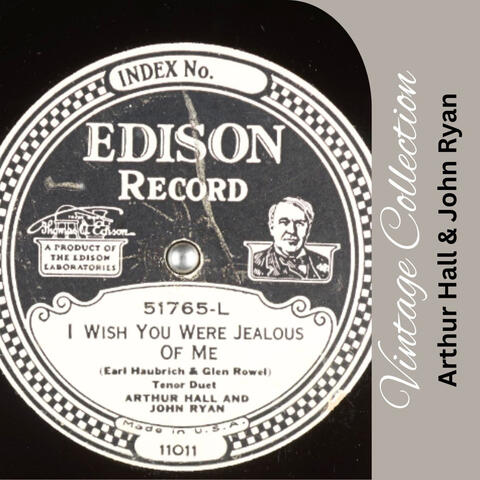 INDEX No.
EDISON
RECORD
TRADE MARK
Thomas A Edison
A PRODUCT OF
THE EDISON
LABORATORIES
51765-L
I WISH YOU WERE JEALOUS
OF ME
(Earl Haubrich & Glen Rowel)
Tenor Duet
ARTHUR HALL AND
JOHN RYAN
Made in U.S.A.
11011
Vintage Collection
Arthur Hall & John Ryan